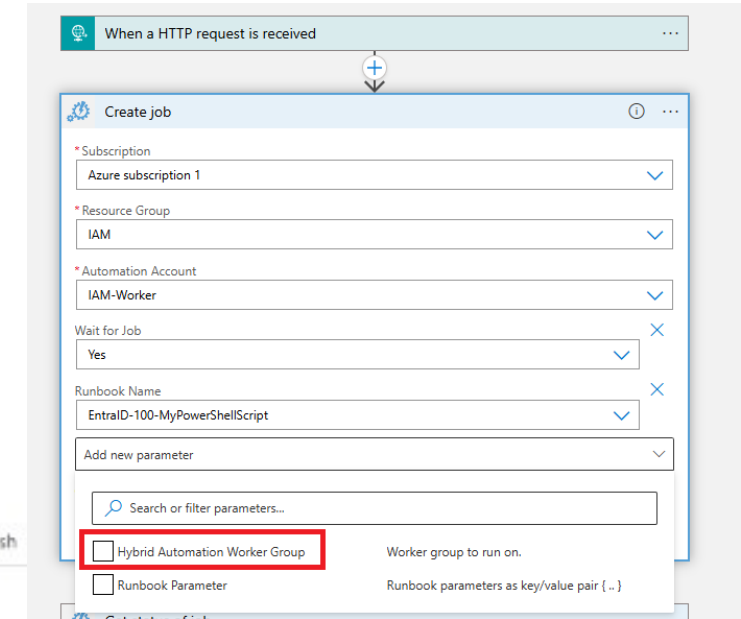 When a HTTP request is received
Create job
* Subscription
Azure subscription 1
* Resource Group
IAM
* Automation Account
IAM-Worker
Wait for Job
Yes
Runbook Name
EntraID-100-MyPowerShellScript
Add new parameter
Search or filter parameters...
sh
Hybrid Automation Worker Group Worker group to run on.
Runbook Parameter Runbook parameters as key/value pair { .. }